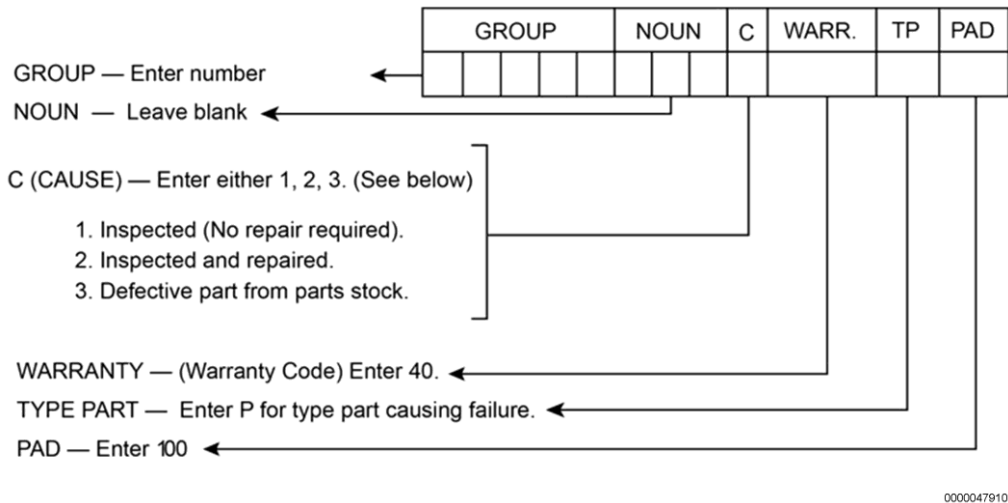 GROUP NOUN C WARR. TP PAD
GROUP — Enter number
NOUN — Leave blank
C (CAUSE) — Enter either 1, 2, 3. (See below)
1. Inspected (No repair required).
2. Inspected and repaired.
3. Defective part from parts stock.
WARRANTY — (Warranty Code) Enter 40.
TYPE PART — Enter P for type part causing failure.
PAD — Enter 100
0000047910